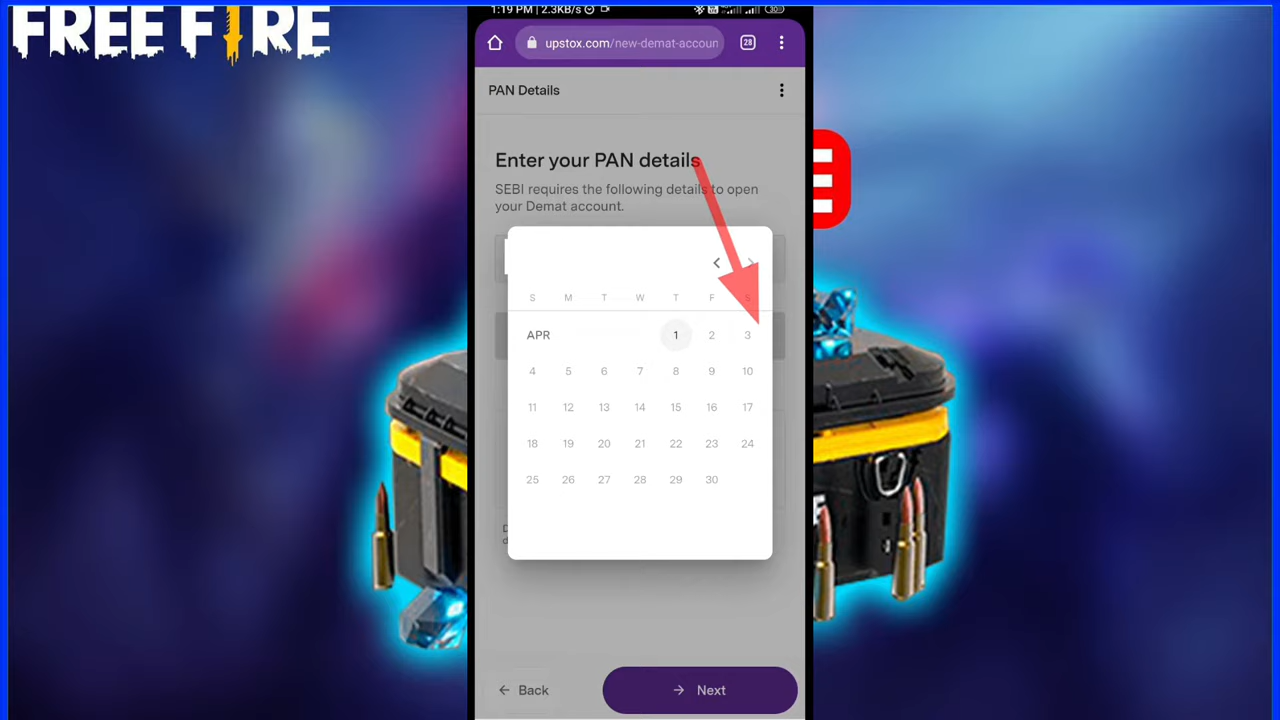 FREE FIRE
1:19 PM | 2.3KB/s
30
upstox.com/new-demat-accoun
28
PAN Details
Enter your PAN details
SEBI requires the following details to open
your Demat account.
S M T W T F S
APR 1 2 3
4 5 6 7 8 9 10
11 12 13 14 15 16 17
18 19 20 21 22 23 24
25 26 27 28 29 30
D
d
← Back
→ Next